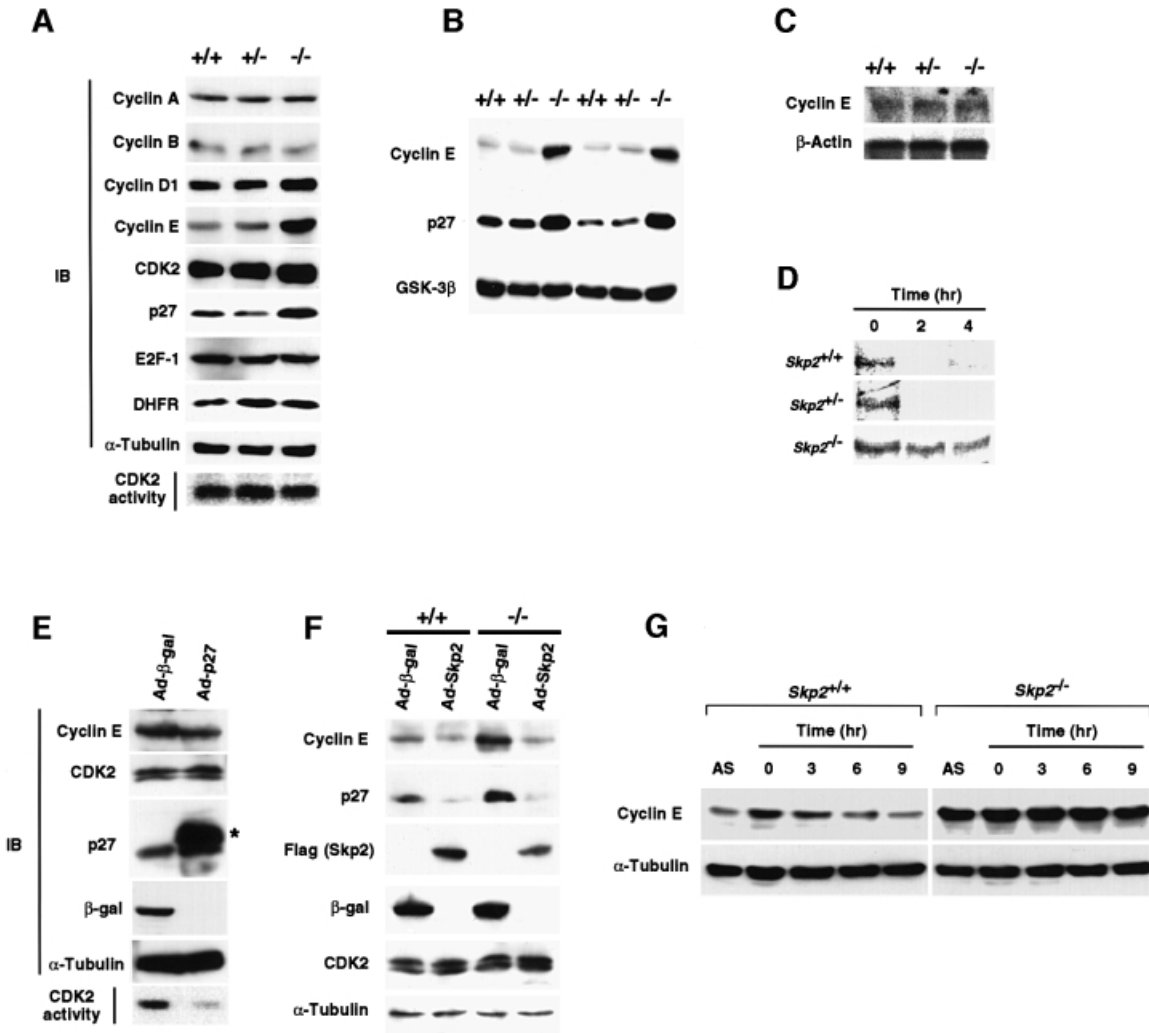 A
+/+ +/- -/-
IB
Cyclin A
Cyclin B
Cyclin D1
Cyclin E
CDK2
p27
E2F-1
DHFR
α-Tubulin
CDK2
activity
B
+/+ +/- -/- +/+ +/- -/-
Cyclin E
p27
GSK-3β
C
+/+ +/- -/-
Cyclin E
β-Actin
D
Time (hr)
0 2 4
Skp2+/+
Skp2+/-
Skp2-/-
E
Ad-β-gal Ad-p27
IB
Cyclin E
CDK2
p27 *
β-gal
α-Tubulin
CDK2
activity
F
+/+ -/-
Ad-β-gal Ad-Skp2 Ad-β-gal Ad-Skp2
Cyclin E
p27
Flag (Skp2)
β-gal
CDK2
α-Tubulin
G
Skp2+/+ Skp2-/-
Time (hr) Time (hr)
AS 0 3 6 9 AS 0 3 6 9
Cyclin E
α-Tubulin